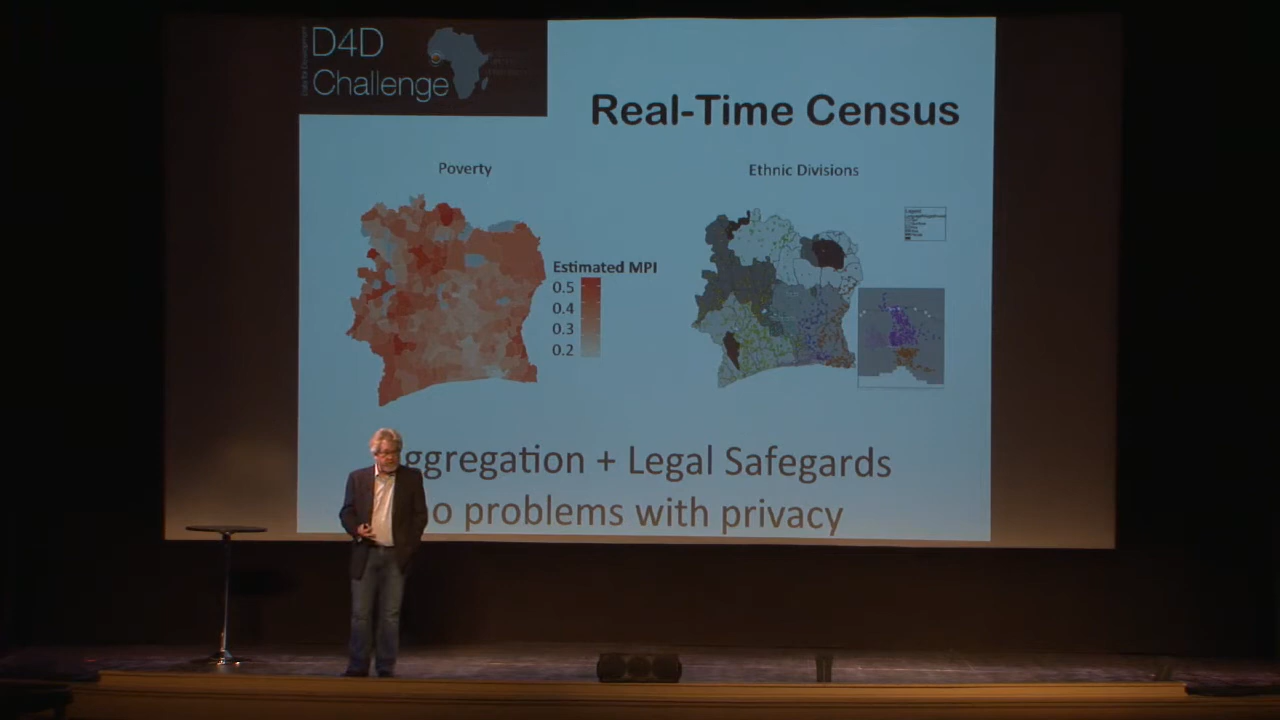 D4D
Challenge
Real-Time Census
Poverty
Ethnic Divisions
Estimated MPI
0.5
0.4
0.3
0.2
ggregation + Legal Safegards
o problems with privacy